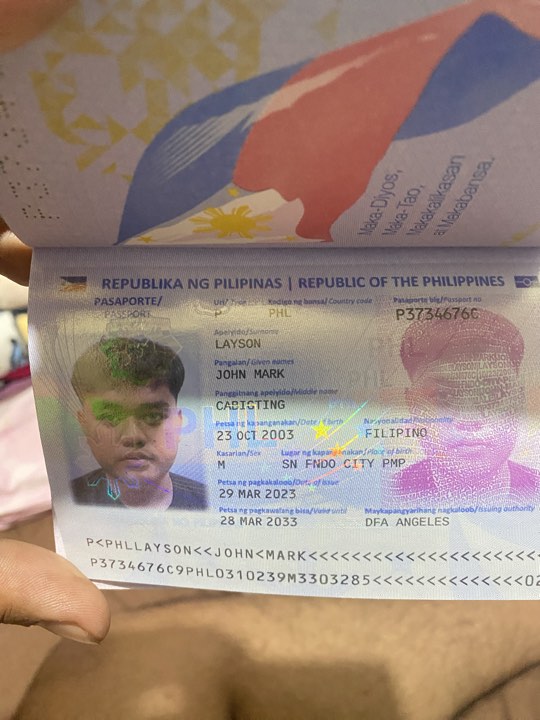 Maka-Diyos,
Maka-Tao,
Makakalikasan
at Makabansa.
REPUBLIKA NG PILIPINAS | REPUBLIC OF THE PHILIPPINES
PASAPORTE/
PASSPORT
Uri/Type Kodigo ng bansa/Country code Pasaporte blg/Passport no
P PHL P3734676C
Apelyido/Surname
LAYSON
Pangalan/Given names
JOHN MARK
Panggitnang apelyido/Middle name
CABIGTING
Petsa ng kapanganakan/Date of birth Nasyonalidad/Nationality
23 OCT 2003 FILIPINO
Kasarian/Sex Lugar ng kapanganakan/Place of birth
M SN FNDO CITY PMP
Petsa ng pagkakaloob/Date of issue
29 MAR 2023
Petsa ng pagkawalang bisa/Valid until Maykapangyarihang nagkaloob/Issuing authority
28 MAR 2033 DFA ANGELES
P<PHLLAYSON<<JOHN<MARK<<<<<<<<<<<<<<<<<<<<<
P3734676C9PHL0310239M3303285<<<<<<<<<<<<<<02